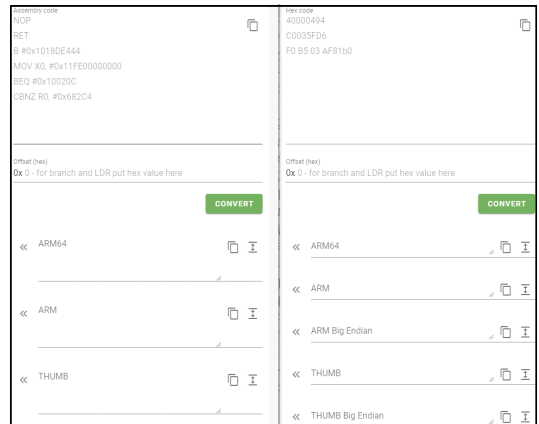 Assembly code
NOP
RET
B #0x1018DE444
MOV X0, #0x11FE00000000
BEQ #0x10020C
CBNZ R0, #0x682C4
Offset (hex)
0x 0 - for branch and LDR put hex value here
CONVERT
ARM64
ARM
THUMB
Hex code
40000494
C0035FD6
F0 B5 03 AF81b0
Offset (hex)
0x 0 - for branch and LDR put hex value here
CONVERT
ARM64
ARM
ARM Big Endian
THUMB
THUMB Big Endian